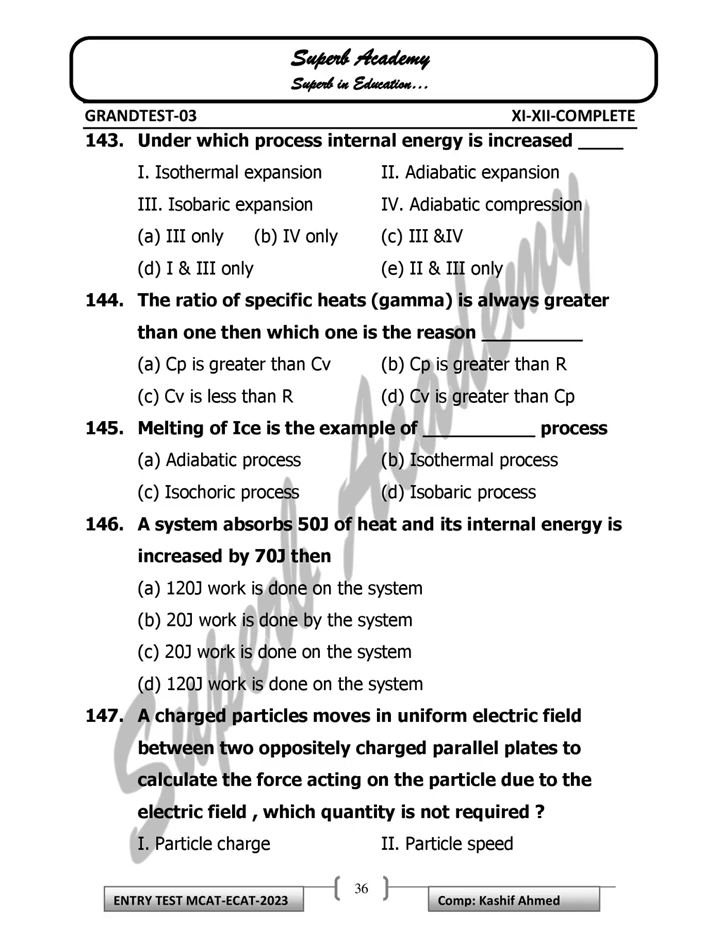 Superb Academy
Superb in Education...
GRANDTEST-03 XI-XII-COMPLETE
143. Under which process internal energy is increased ____
I. Isothermal expansion II. Adiabatic expansion
III. Isobaric expansion IV. Adiabatic compression
(a) III only (b) IV only (c) III &IV
(d) I & III only (e) II & III only
144. The ratio of specific heats (gamma) is always greater
than one then which one is the reason __________
(a) Cp is greater than Cv (b) Cp is greater than R
(c) Cv is less than R (d) Cv is greater than Cp
145. Melting of Ice is the example of ___________ process
(a) Adiabatic process (b) Isothermal process
(c) Isochoric process (d) Isobaric process
146. A system absorbs 50J of heat and its internal energy is
increased by 70J then
(a) 120J work is done on the system
(b) 20J work is done by the system
(c) 20J work is done on the system
(d) 120J work is done on the system
147. A charged particles moves in uniform electric field
between two oppositely charged parallel plates to
calculate the force acting on the particle due to the
electric field , which quantity is not required ?
I. Particle charge II. Particle speed
Superb Academy
36
ENTRY TEST MCAT-ECAT-2023 Comp: Kashif Ahmed